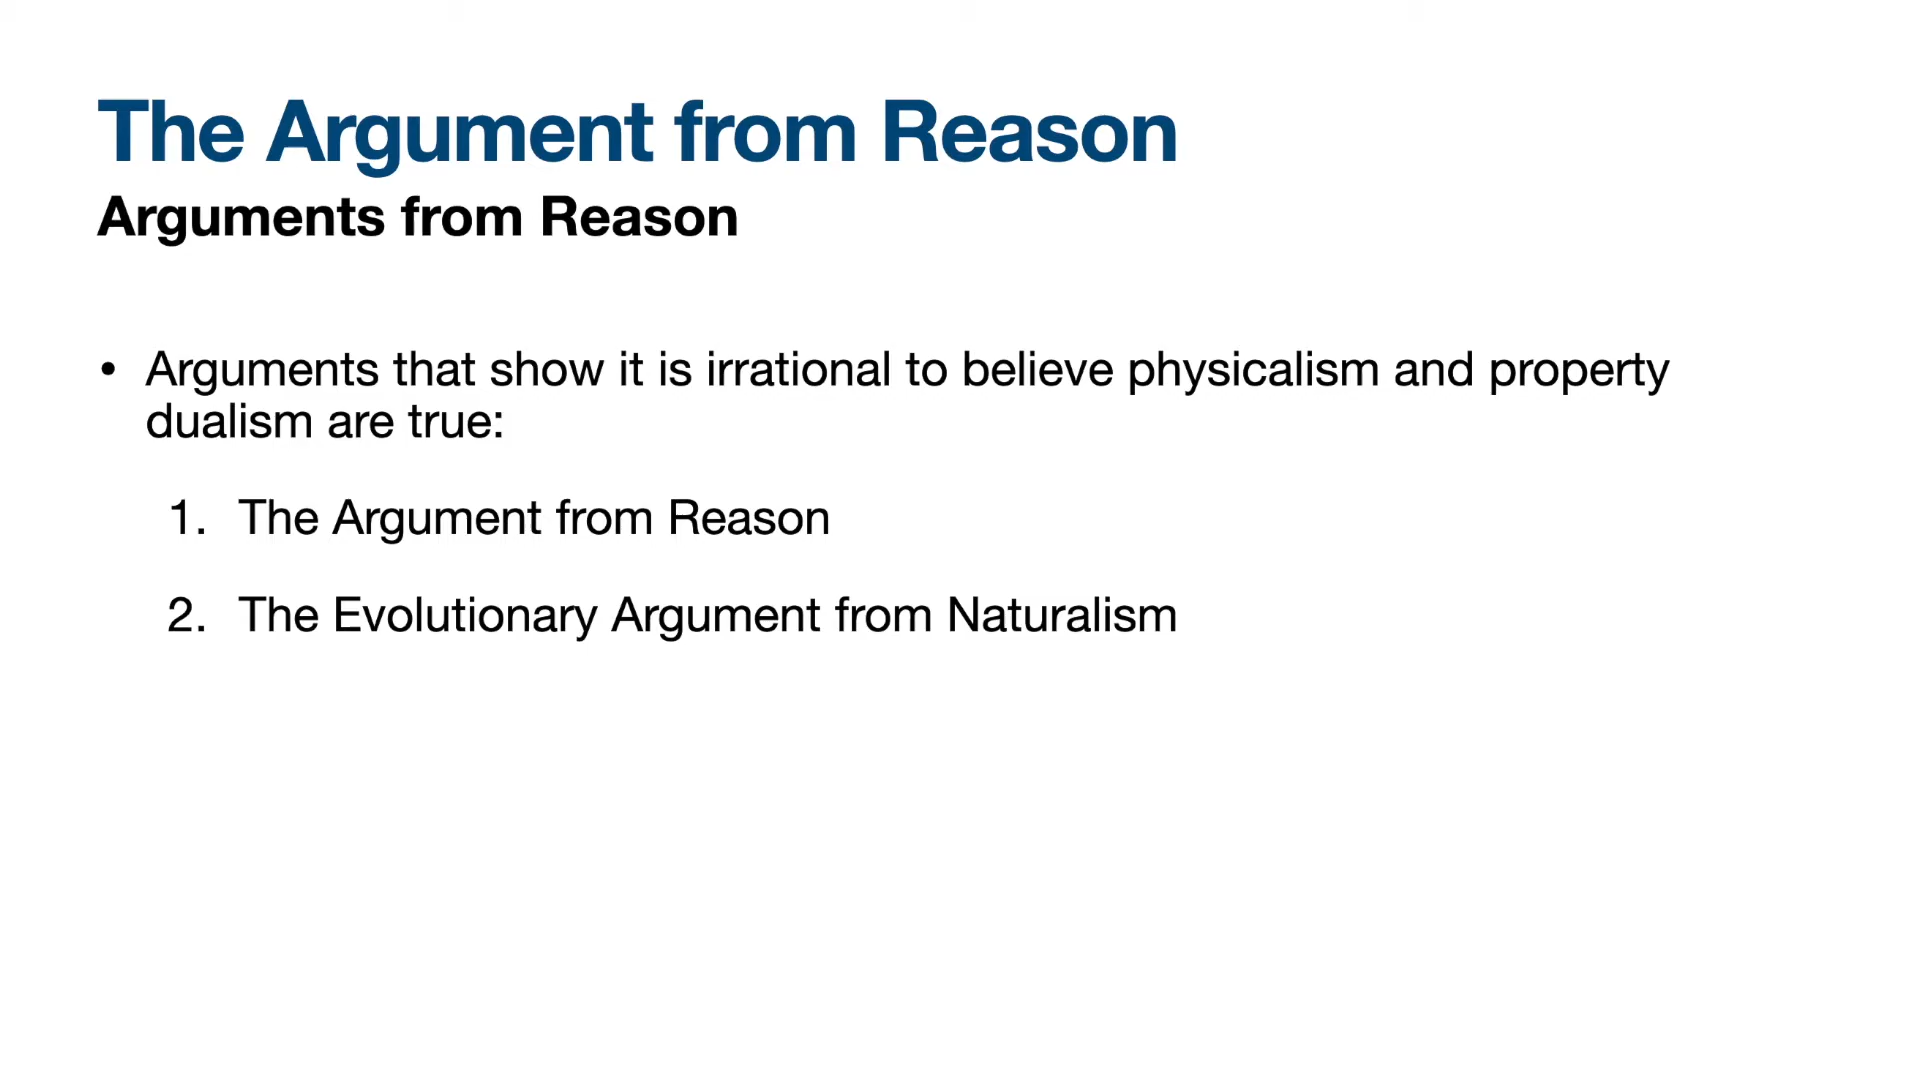 The Argument from Reason
Arguments from Reason
• Arguments that show it is irrational to believe physicalism and property
dualism are true:
1. The Argument from Reason
2. The Evolutionary Argument from Naturalism